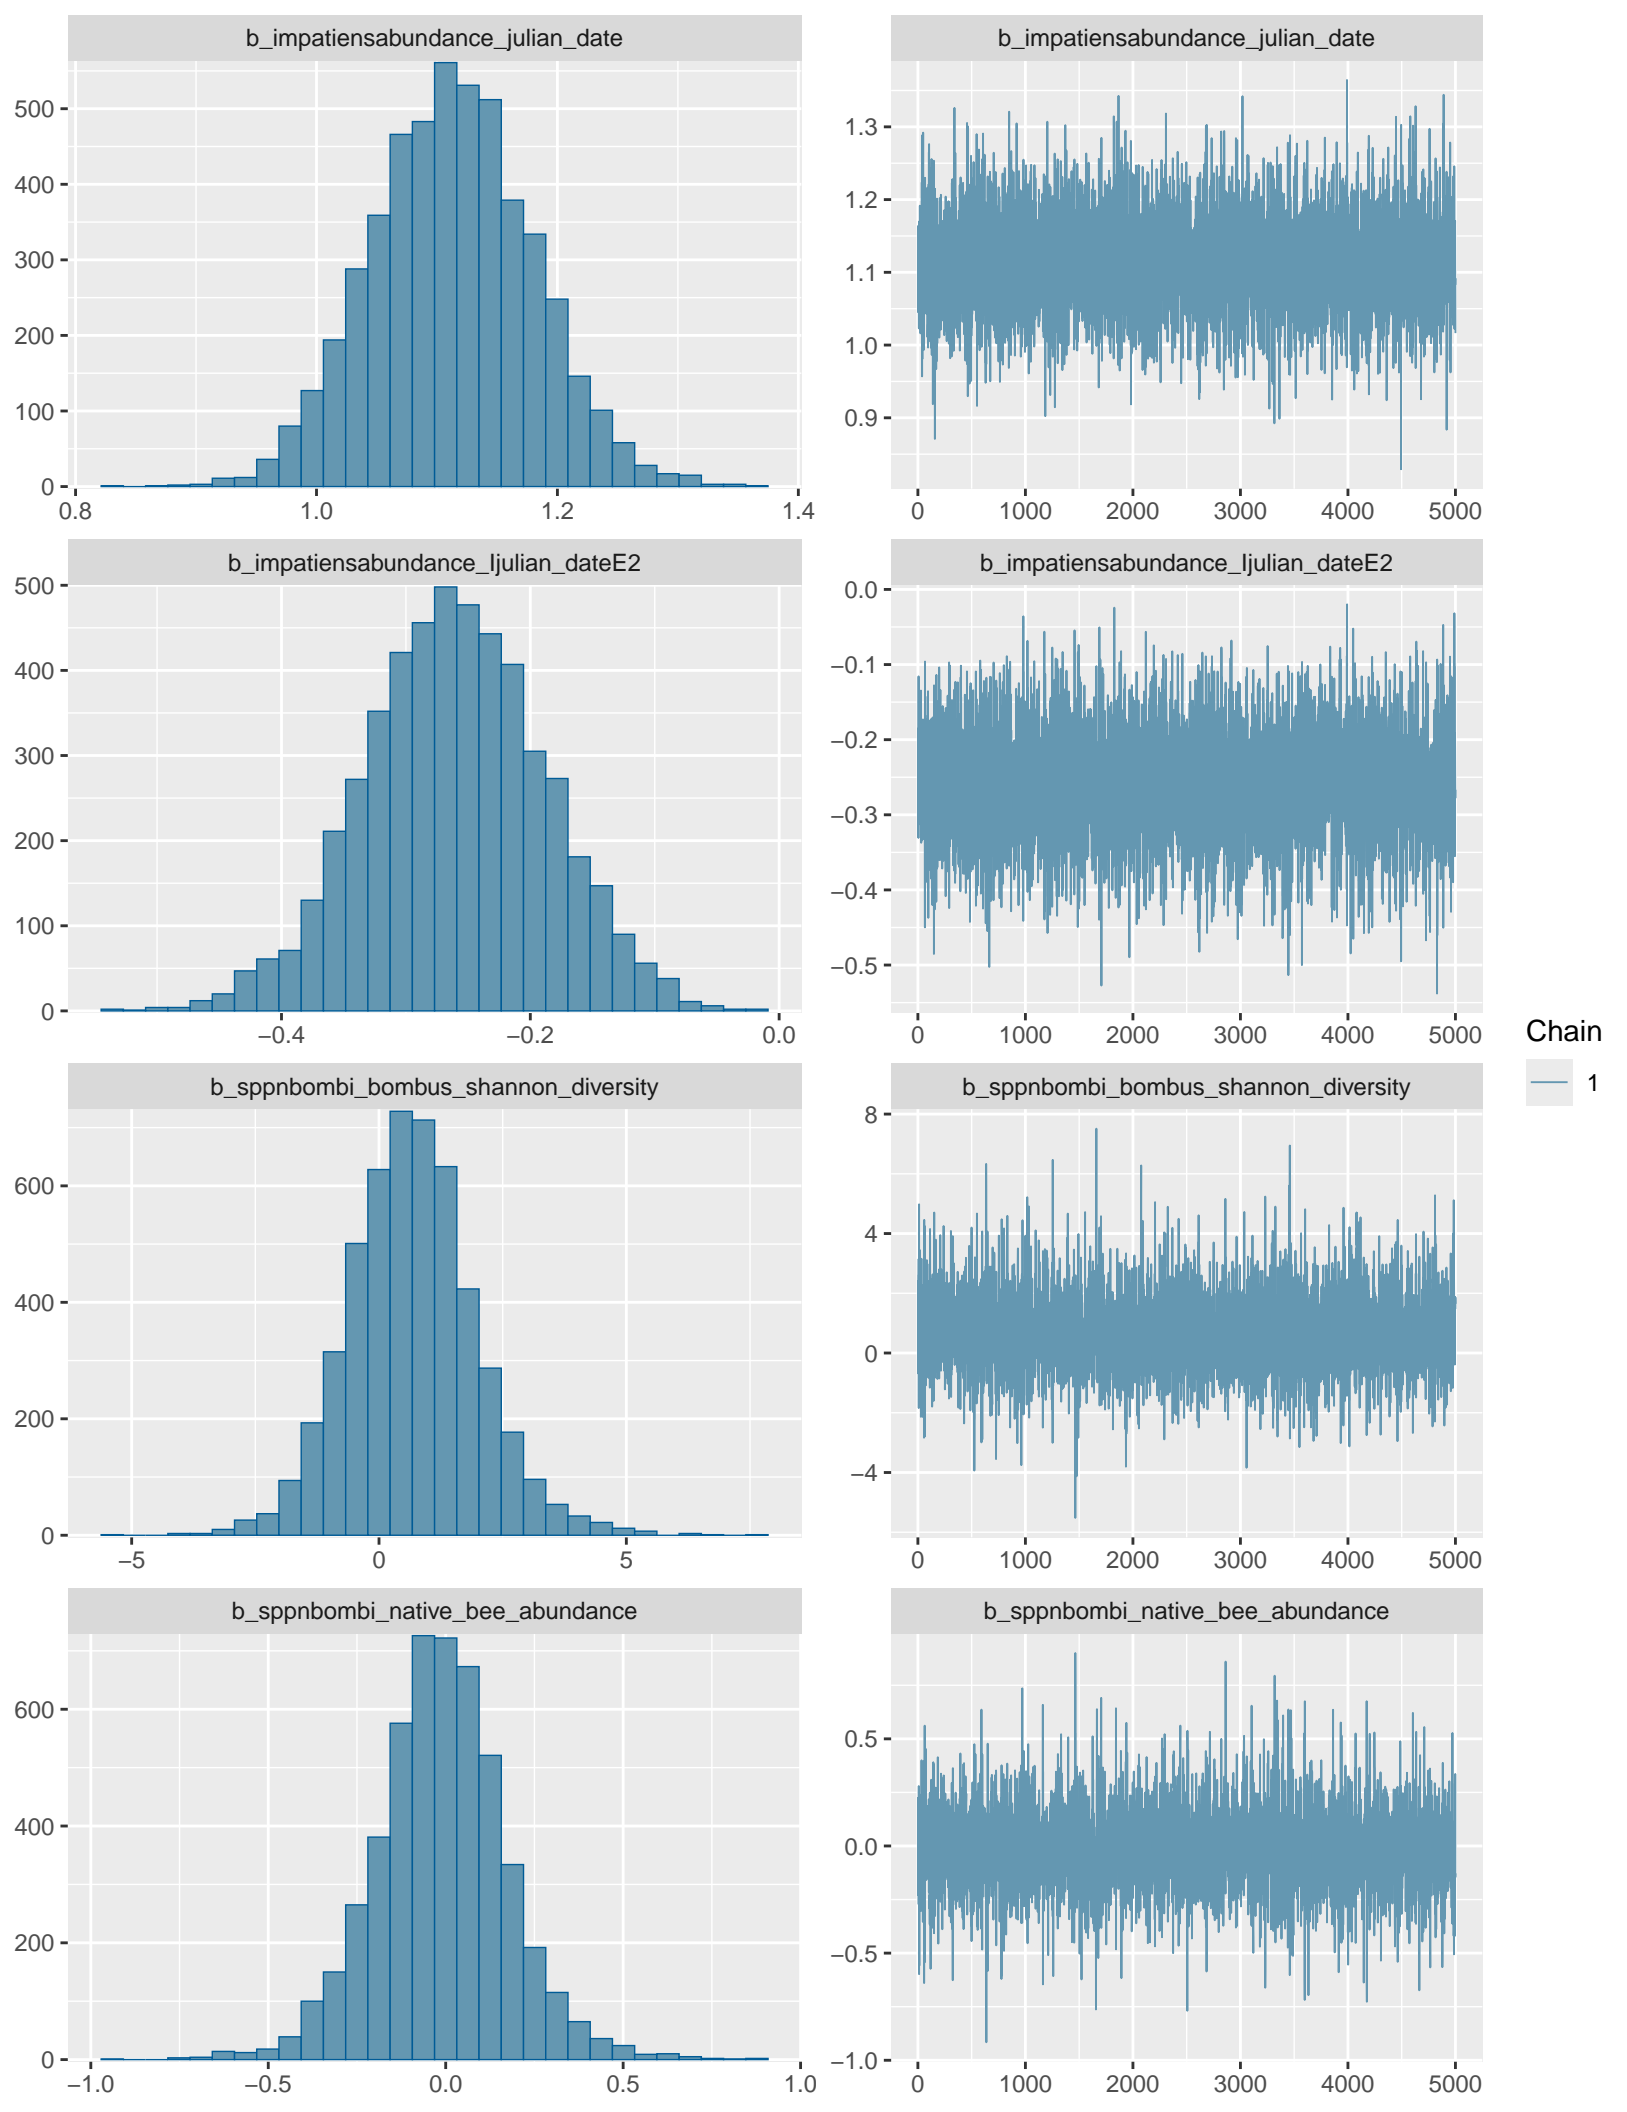 b_impatiensabundance_julian_date
b_impatiensabundance_julian_date
500
400
300
200
100
0
0.8 1.0 1.2 1.4
1.3
1.2
1.1
1.0
0.9
0 1000 2000 3000 4000 5000
b_impatiensabundance_Ijulian_dateE2
b_impatiensabundance_Ijulian_dateE2
500
400
300
200
100
0
−0.4 −0.2 0.0
0.0
−0.1
−0.2
−0.3
−0.4
−0.5
0 1000 2000 3000 4000 5000
b_sppnbombi_bombus_shannon_diversity
b_sppnbombi_bombus_shannon_diversity
600
400
200
0
−5 0 5
8
4
0
−4
0 1000 2000 3000 4000 5000
b_sppnbombi_native_bee_abundance
b_sppnbombi_native_bee_abundance
600
400
200
0
−1.0 −0.5 0.0 0.5 1.0
0.5
0.0
−0.5
−1.0
0 1000 2000 3000 4000 5000
Chain
1